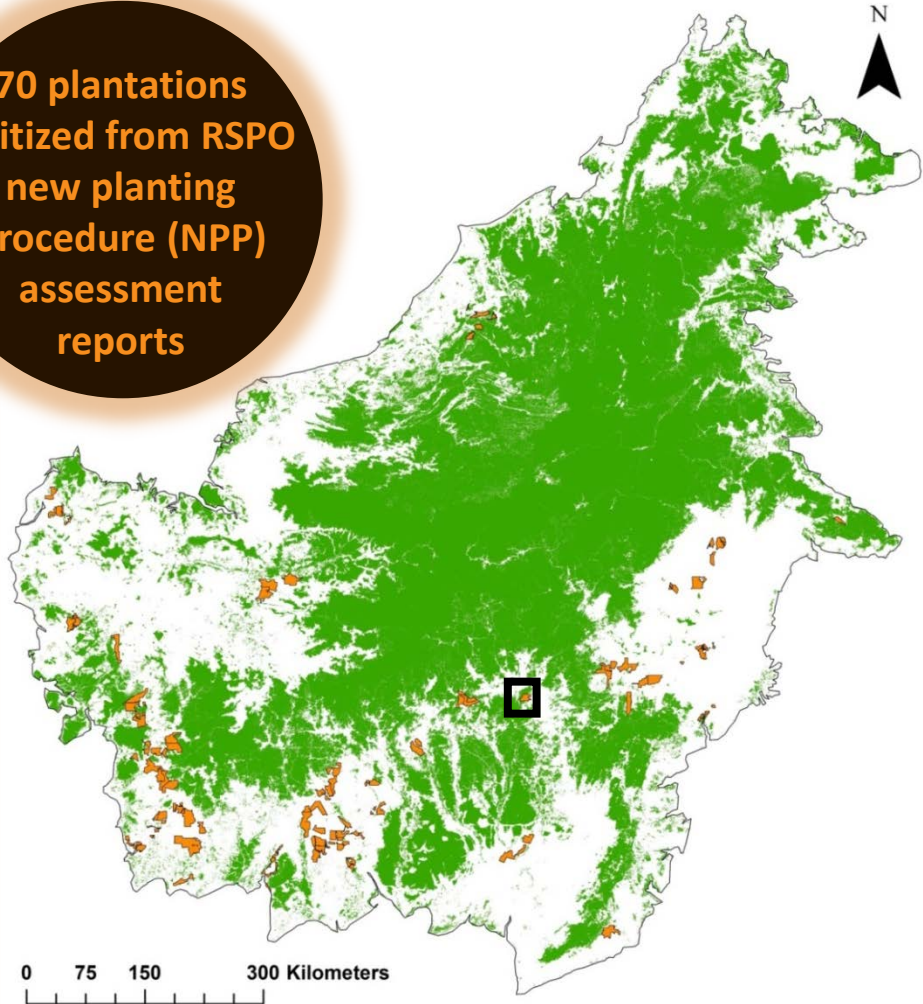 70 plantations
itized from RSPO
new planting
rocedure (NPP)
assessment
reports
N
0 75 150 300 Kilometers